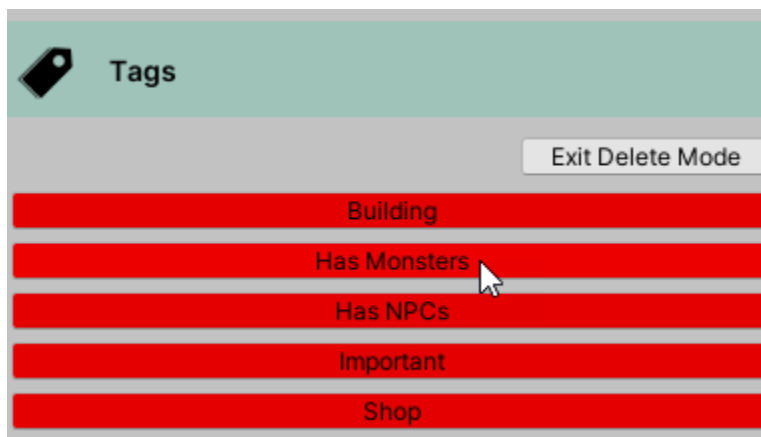 Tags
Exit Delete Mode
Building
Has Monsters
Has NPCs
Important
Shop